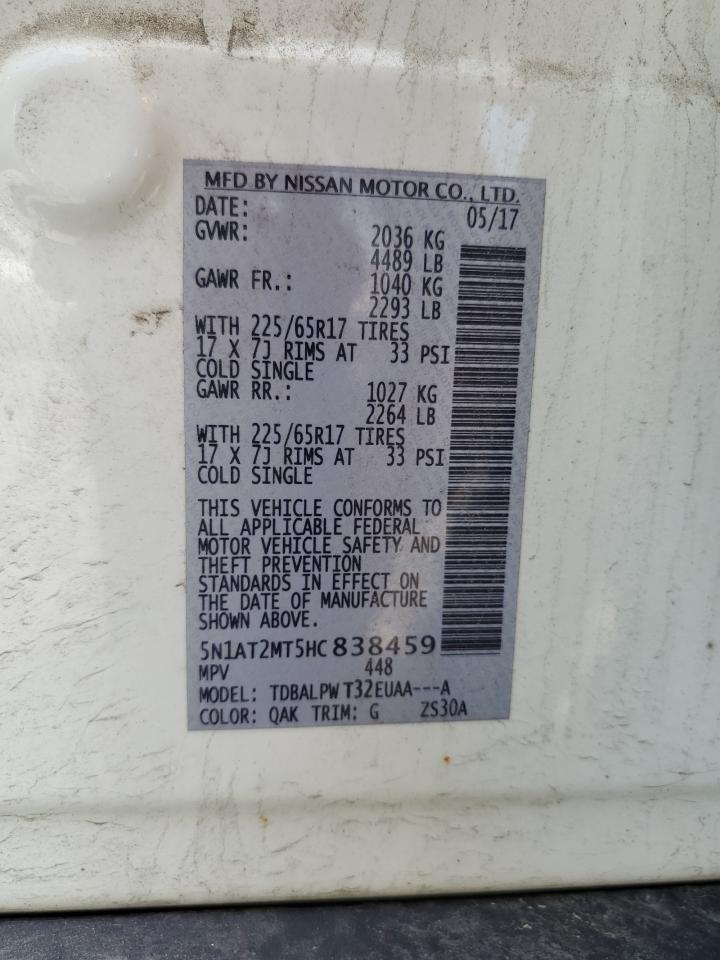 MFD BY NISSAN MOTOR CO., LTD.
DATE: 05/17
GVWR: 2036 KG
4489 LB
GAWR FR.: 1040 KG
2293 LB
WITH 225/65R17 TIRES
17 X 7J RIMS AT 33 PSI
COLD SINGLE
GAWR RR.: 1027 KG
2264 LB
WITH 225/65R17 TIRES
17 X 7J RIMS AT 33 PSI
COLD SINGLE
THIS VEHICLE CONFORMS TO
ALL APPLICABLE FEDERAL
MOTOR VEHICLE SAFETY AND
THEFT PREVENTION
STANDARDS IN EFFECT ON
THE DATE OF MANUFACTURE
SHOWN ABOVE.
5N1AT2MT5HC838459
MPV 448
MODEL: TDBALPW T32EUAA---A
COLOR: QAK TRIM: G ZS30A